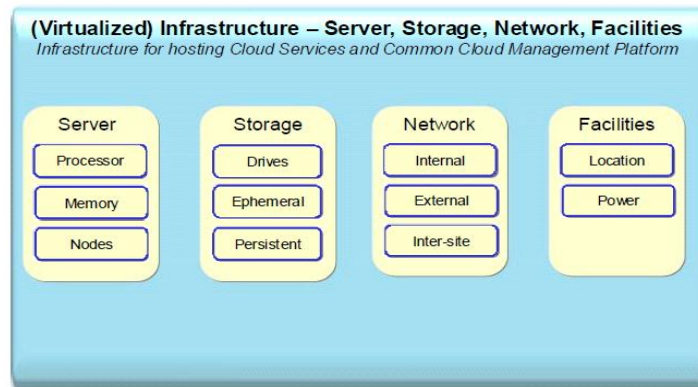 (Virtualized) Infrastructure – Server, Storage, Network, Facilities
Infrastructure for hosting Cloud Services and Common Cloud Management Platform
Server
Processor
Memory
Nodes
Storage
Drives
Ephemeral
Persistent
Network
Internal
External
Inter-site
Facilities
Location
Power